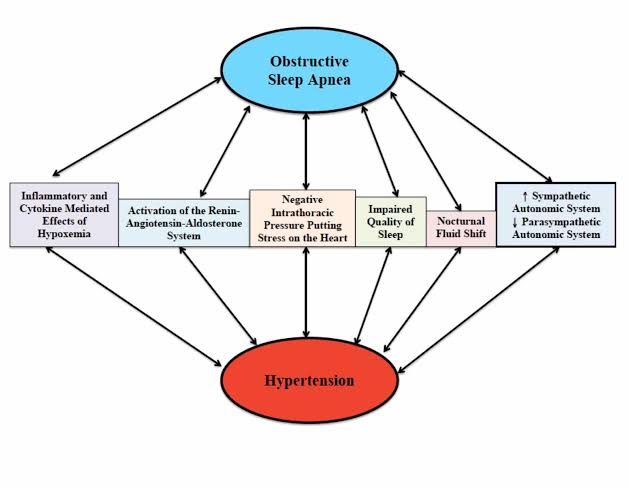 Obstructive
Sleep Apnea
Inflammatory and
Cytokine Mediated
Effects of
Hypoxemia
Activation of the Renin-
Angiotensin-Aldosterone
System
Negative
Intrathoracic
Pressure Putting
Stress on the Heart
Impaired
Quality of
Sleep
Nocturnal
Fluid Shift
↑ Sympathetic
Autonomic System
↓ Parasympathetic
Autonomic System
Hypertension